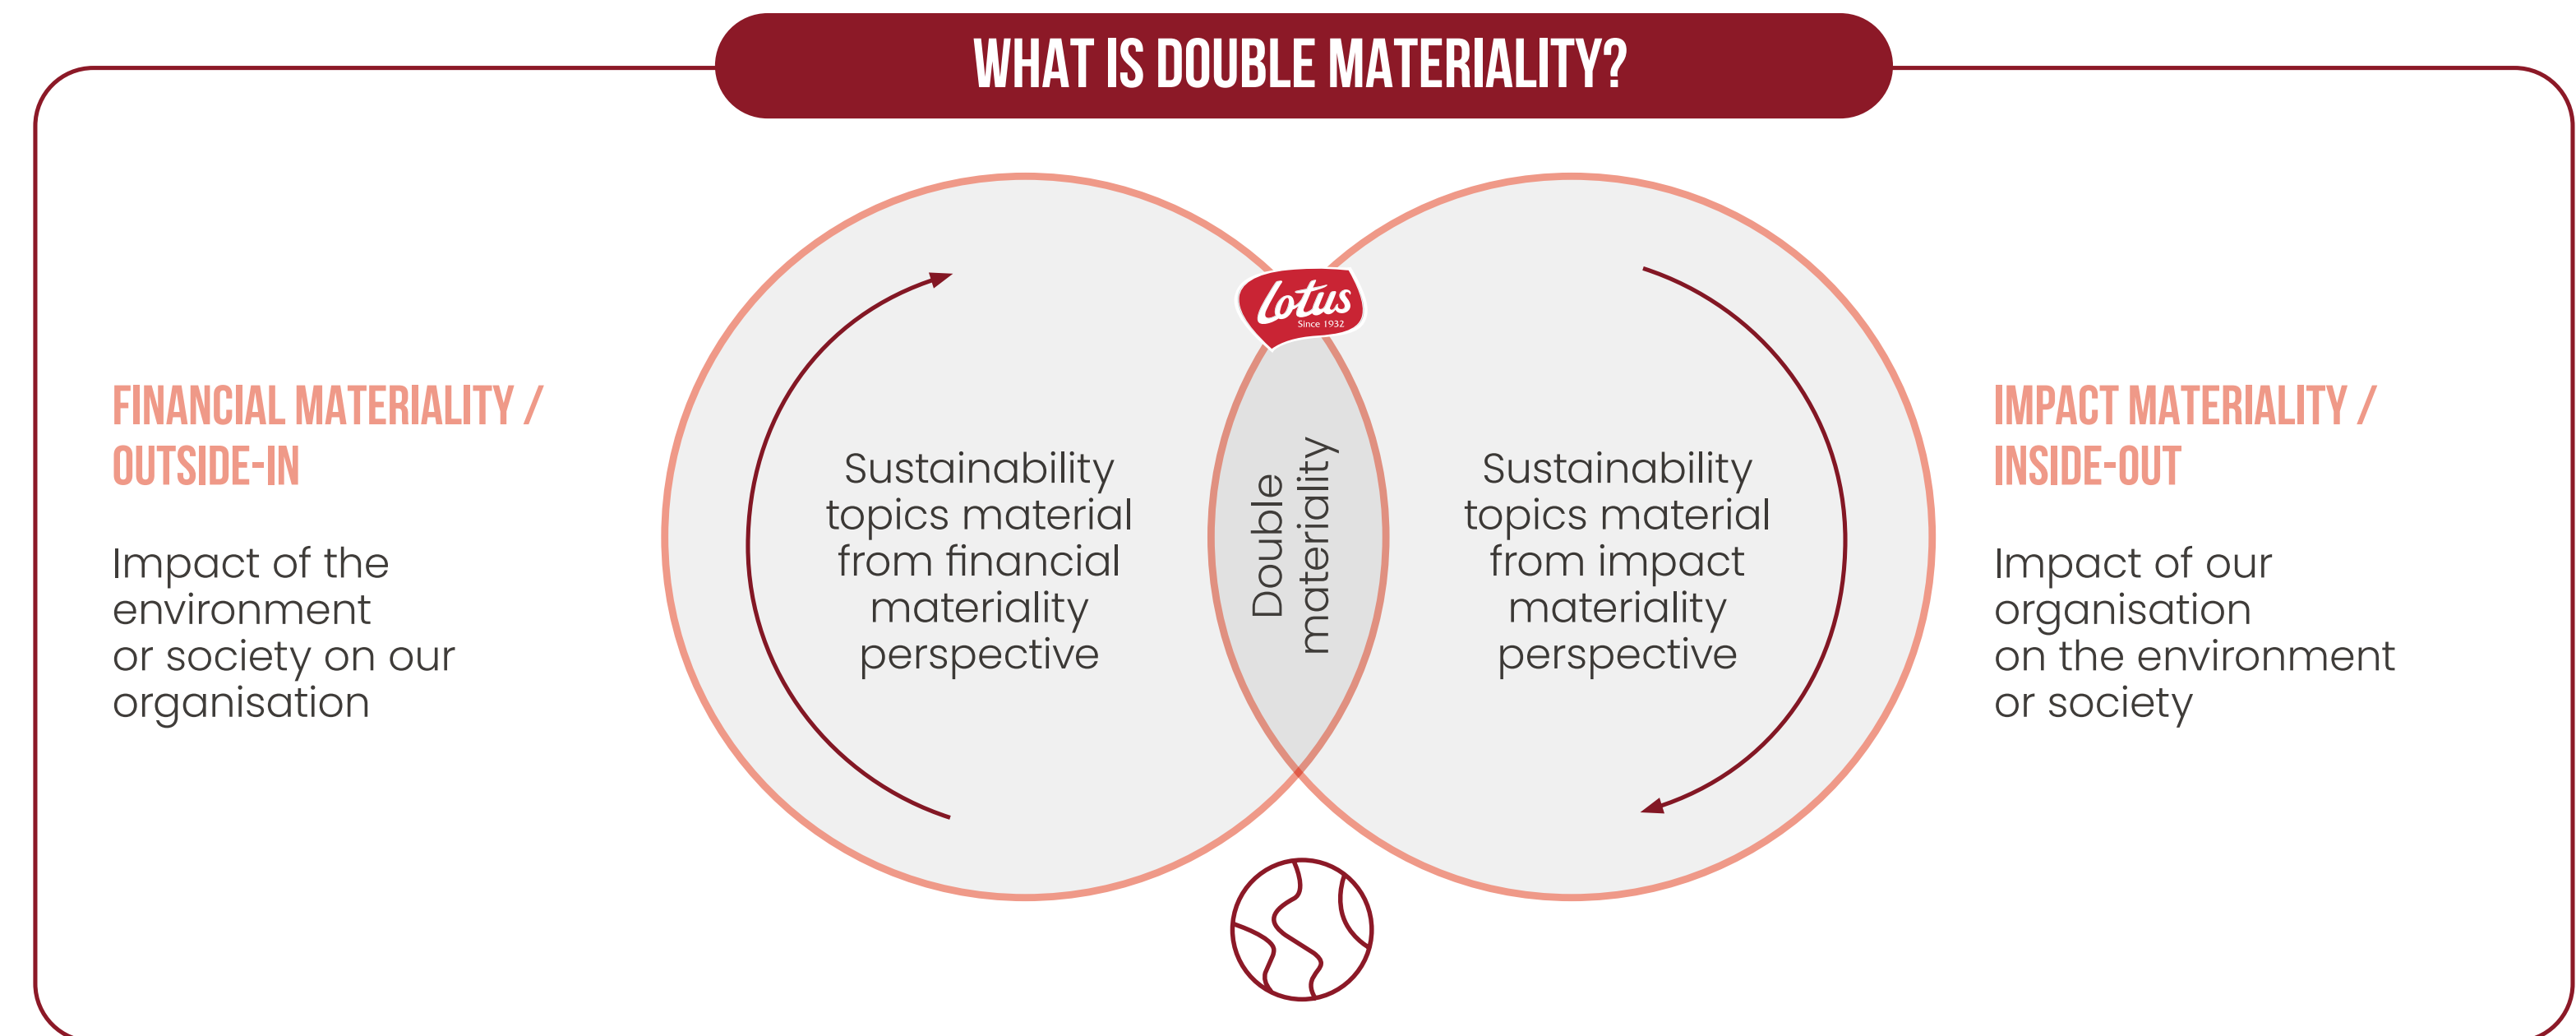 WHAT IS DOUBLE MATERIALITY?
FINANCIAL MATERIALITY /
OUTSIDE-IN
Impact of the
environment
or society on our
organisation
Sustainability
topics material
from financial
materiality
perspective
Lotus
Since 1932
Double
materiality
Sustainability
topics material
from impact
materiality
perspective
IMPACT MATERIALITY /
INSIDE-OUT
Impact of our
organisation
on the environment
or society